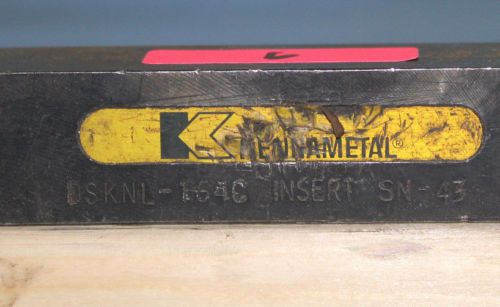 KENNAMETAL®
DSKNL-164C INSERT SN-43